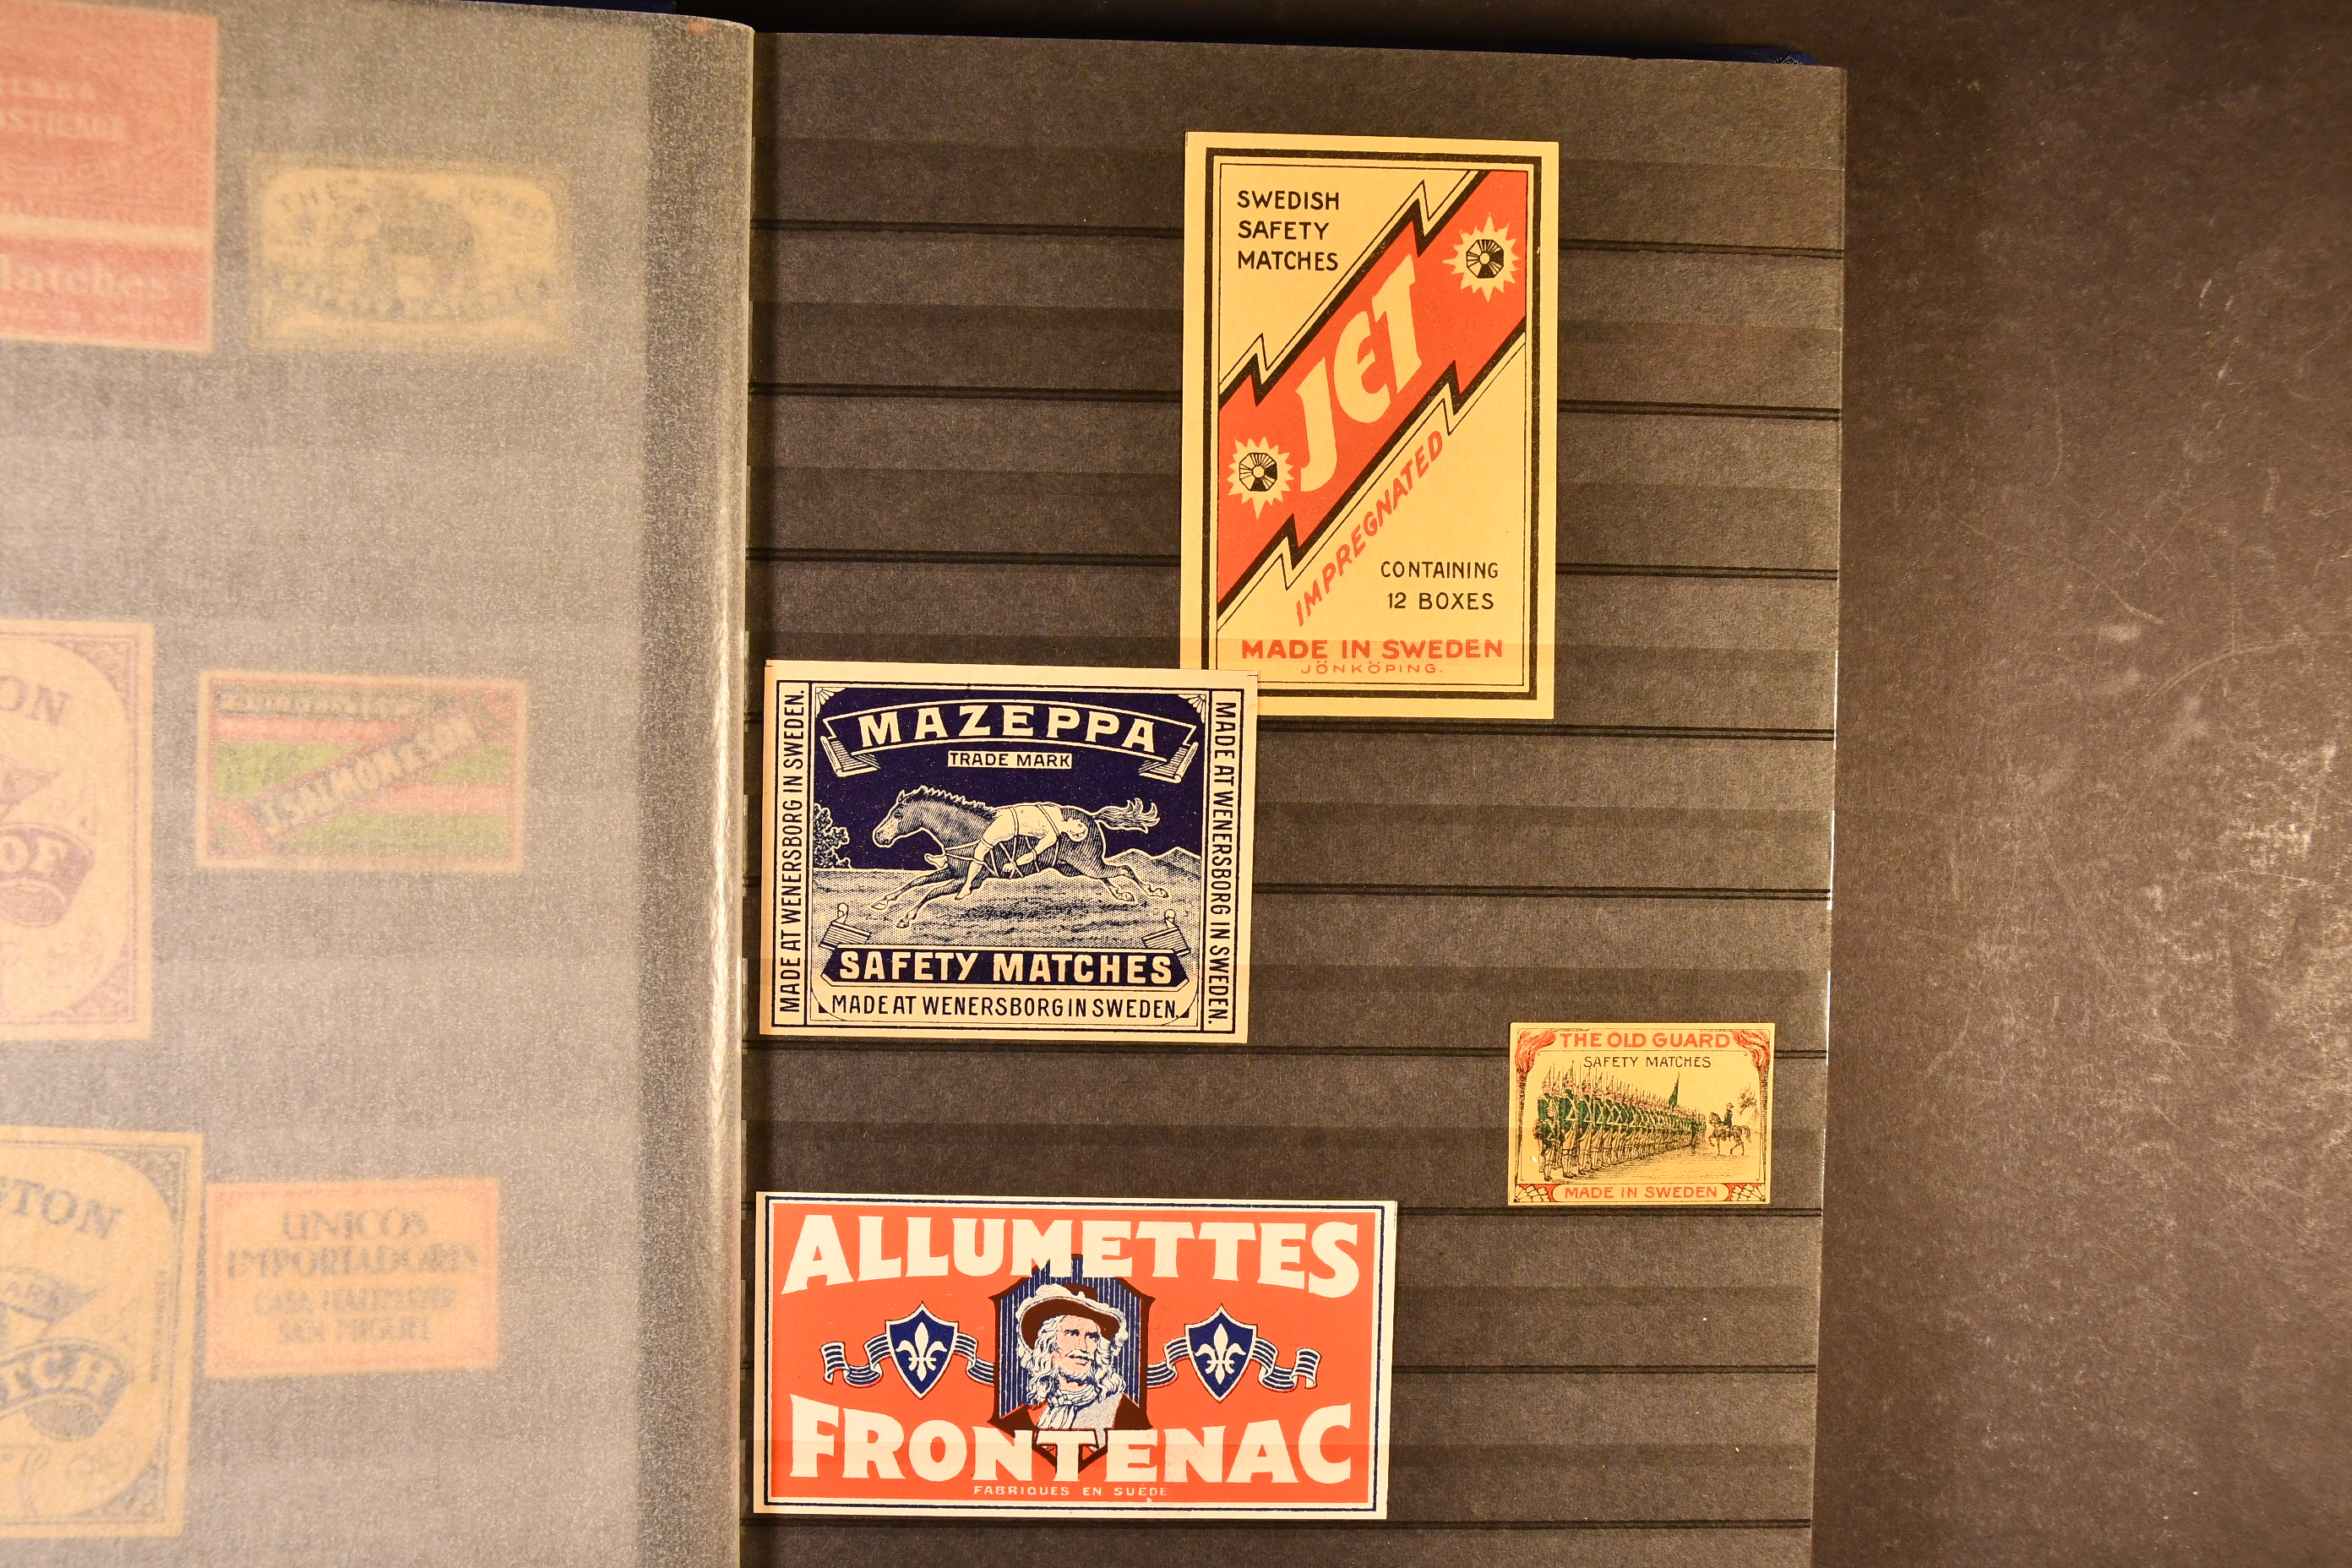 SWEDISH
SAFETY
MATCHES
JET
IMPREGNATED
CONTAINING
12 BOXES
MADE IN SWEDEN
JÖNKÖPING.
MAZEPPA
TRADE MARK
MADE AT WENERSBORG IN SWEDEN.
MADE AT WENERSBORG IN SWEDEN.
SAFETY MATCHES
MADE AT WENERSBORG IN SWEDEN.
THE OLD GUARD
SAFETY MATCHES
MADE IN SWEDEN
ALLUMETTES
FRONTENAC
FABRIQUES EN SUEDE
Matches
UNICOS
IMPORTADORES
SAN MIGUEL